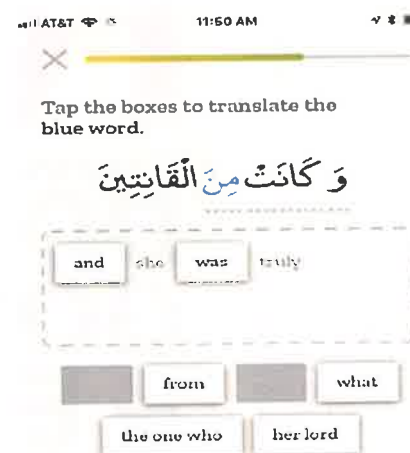 AT&T 11:50 AM
Tap the boxes to translate the
blue word.
وَ كَانَتْ مِنَ الْقَانِتِينَ
and she was truly
from what
the one who her lord